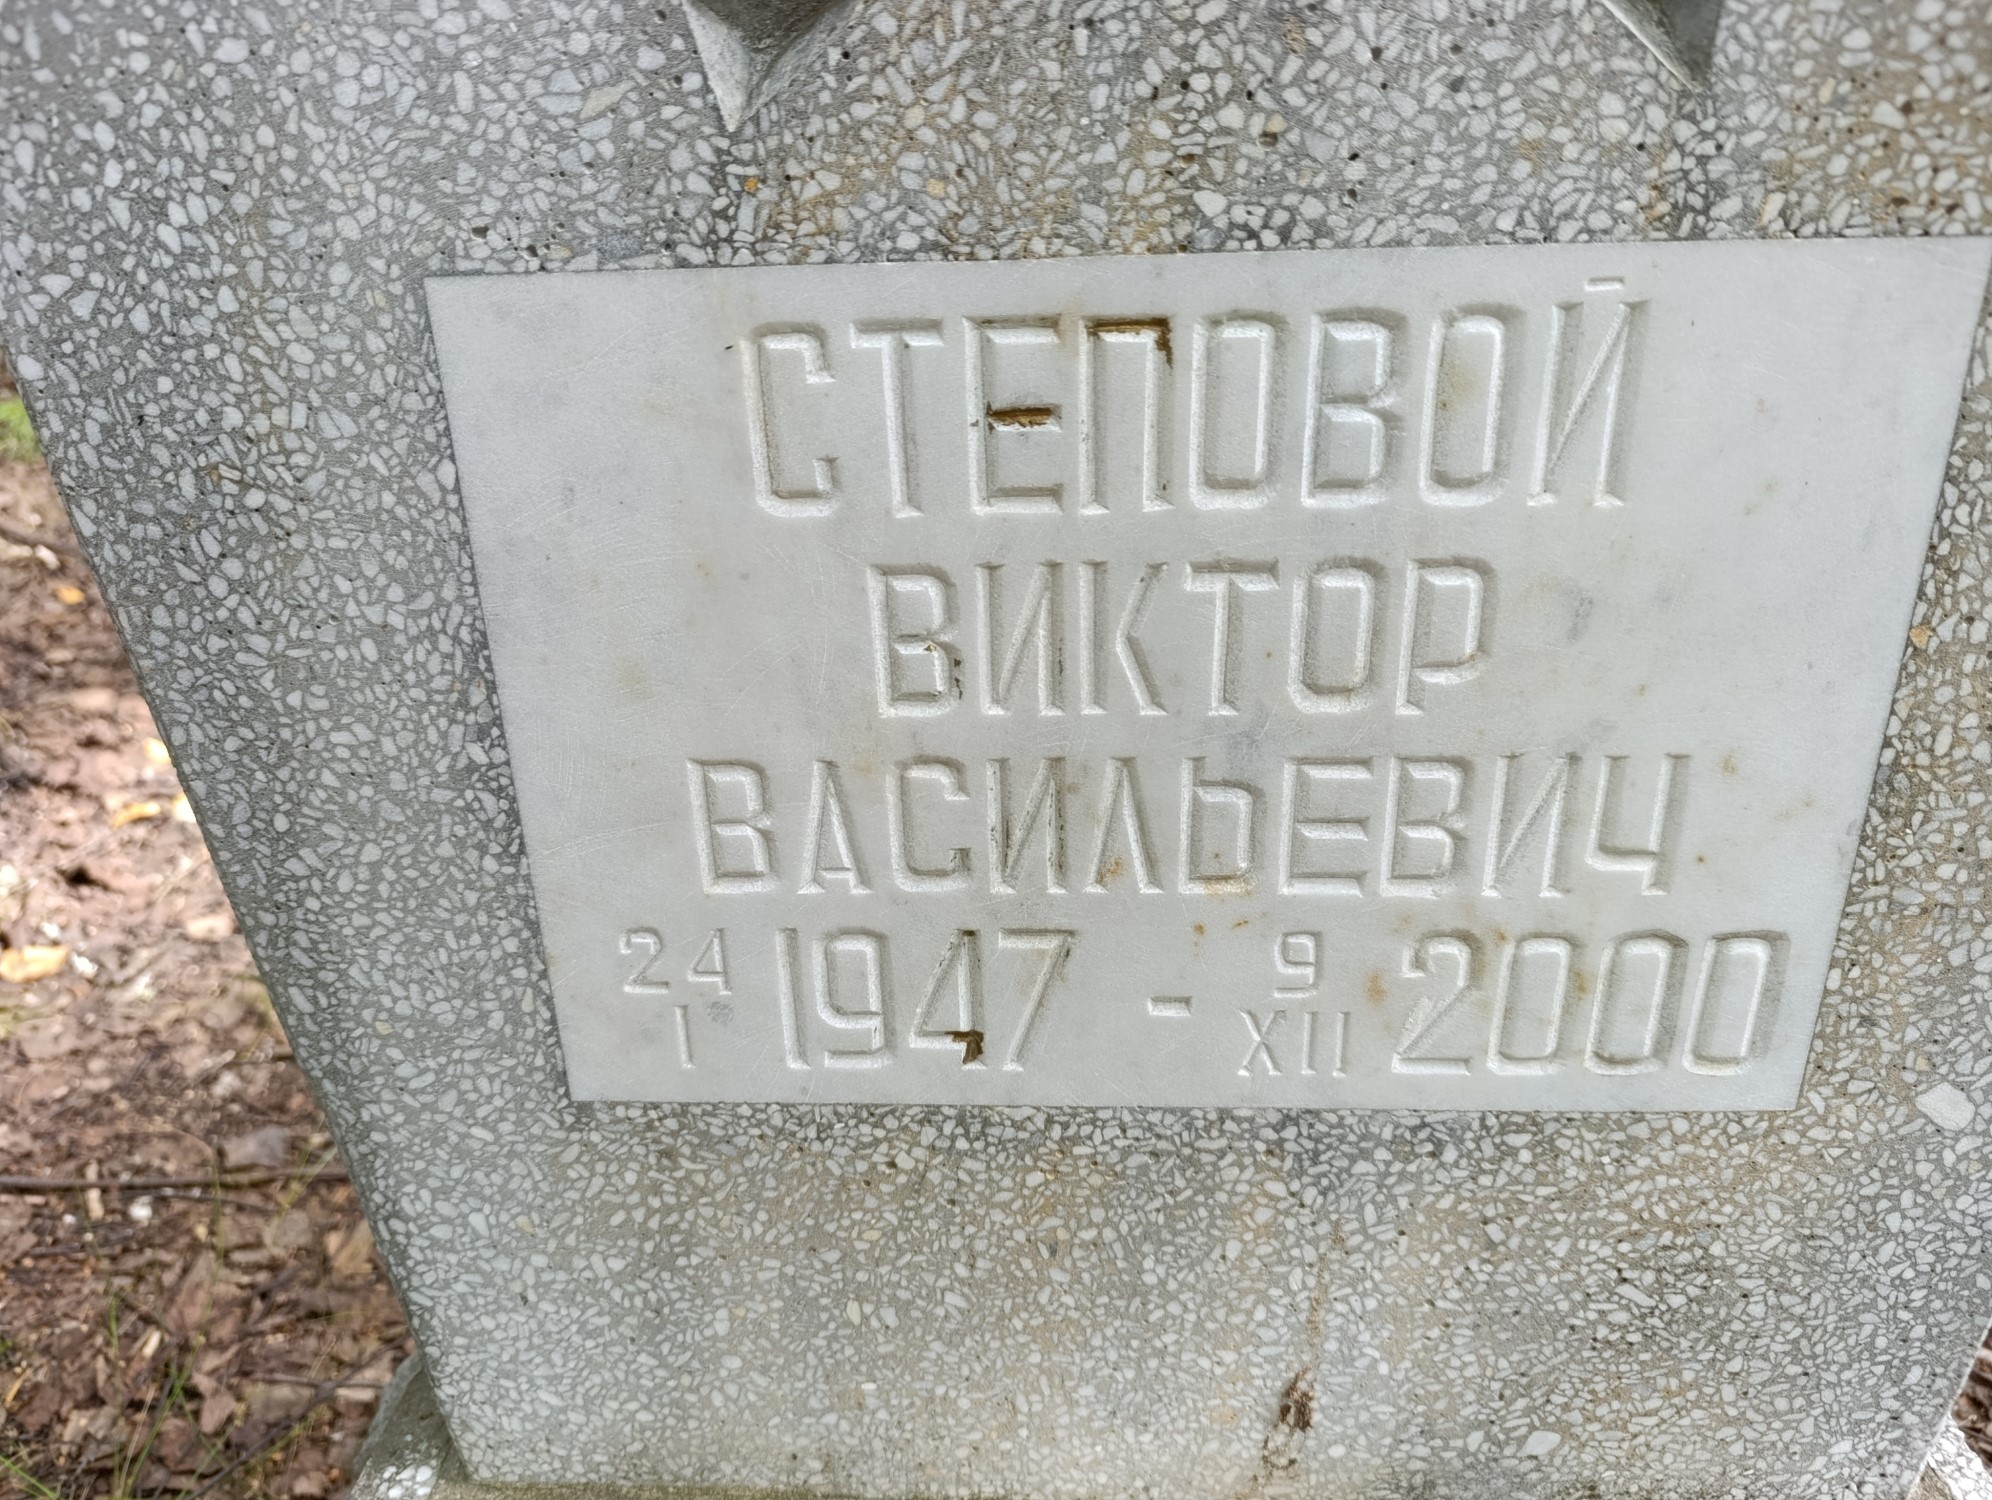 СТЕПОВОЙ
ВИКТОР
ВАСИЛЬЕВИЧ
24 I 1947 - 9 XII 2000